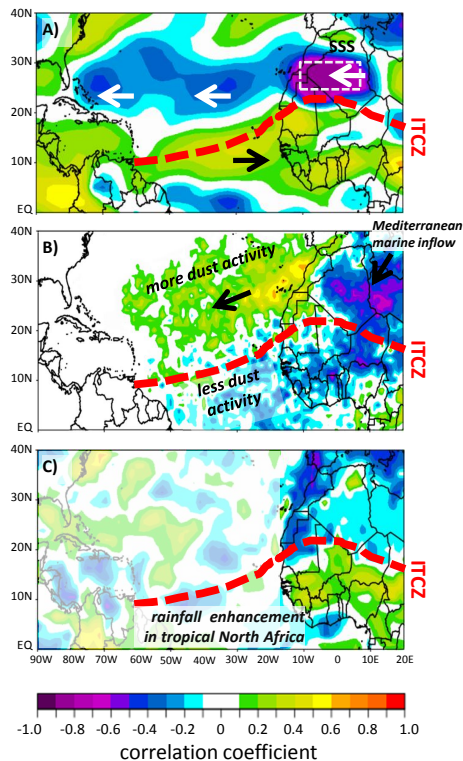 A)
SSS
40N
30N
20N
10N
EQ
ITCZ
B)
Mediterranean
marine inflow
more dust activity
less dust
activity
40N
30N
20N
10N
EQ
ITCZ
C)
40N
30N
20N
10N
EQ
ITCZ
rainfall enhancement
in tropical North Africa
90W 80W 70W 60W 50W 40W 30W 20W 10W 0 10E 20E
-1.0 -0.8 -0.6 -0.4 -0.2 0 0.2 0.4 0.6 0.8 1.0
correlation coefficient